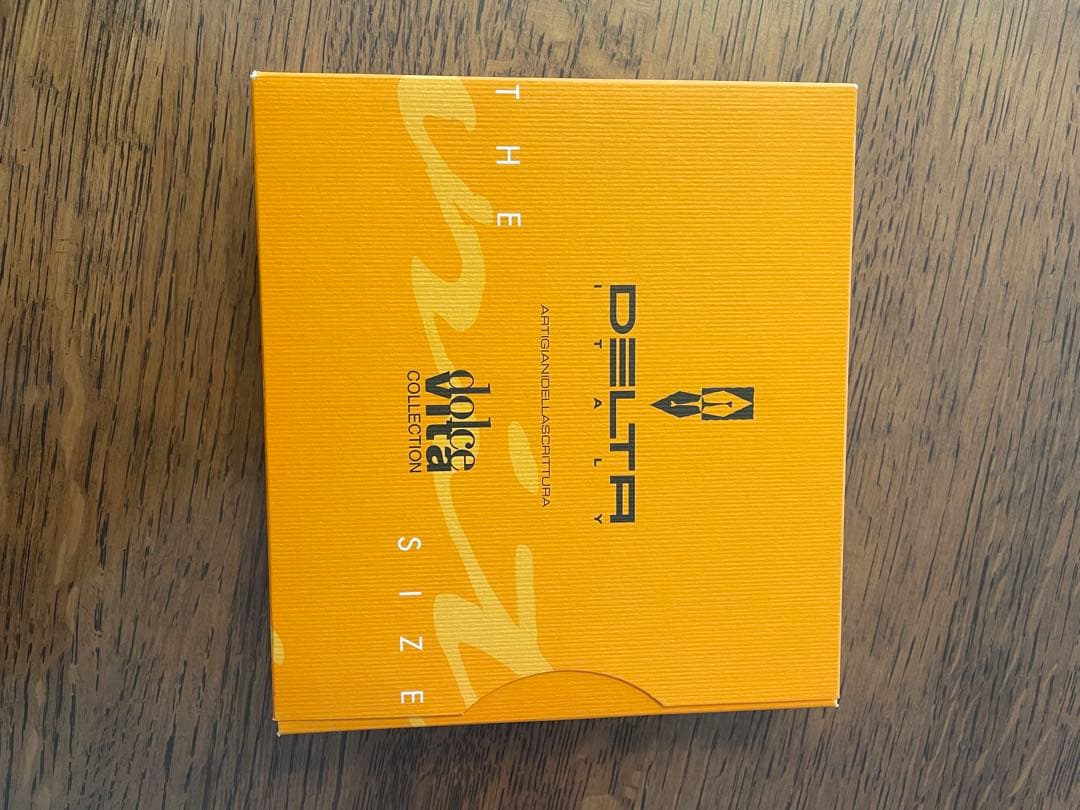 DELTA
ITALY
ARTIGIANIDELLASCRITTURA
THE
dolce
vita
COLLECTION
SIZE